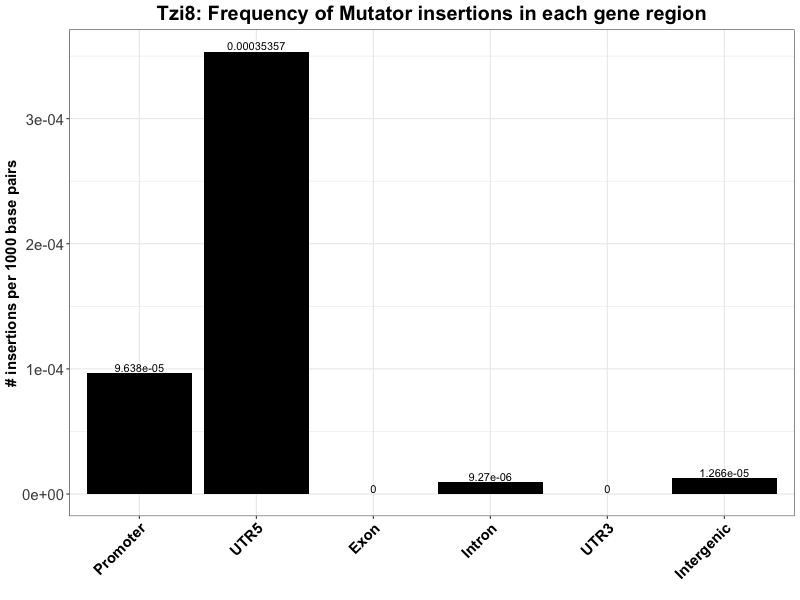 Tzi8: Frequency of Mutator insertions in each gene region
# insertions per 1000 base pairs
3e-04
2e-04
1e-04
0e+00
9.638e-05
0.00035357
0
9.27e-06
0
1.266e-05
Promoter
UTR5
Exon
Intron
UTR3
Intergenic